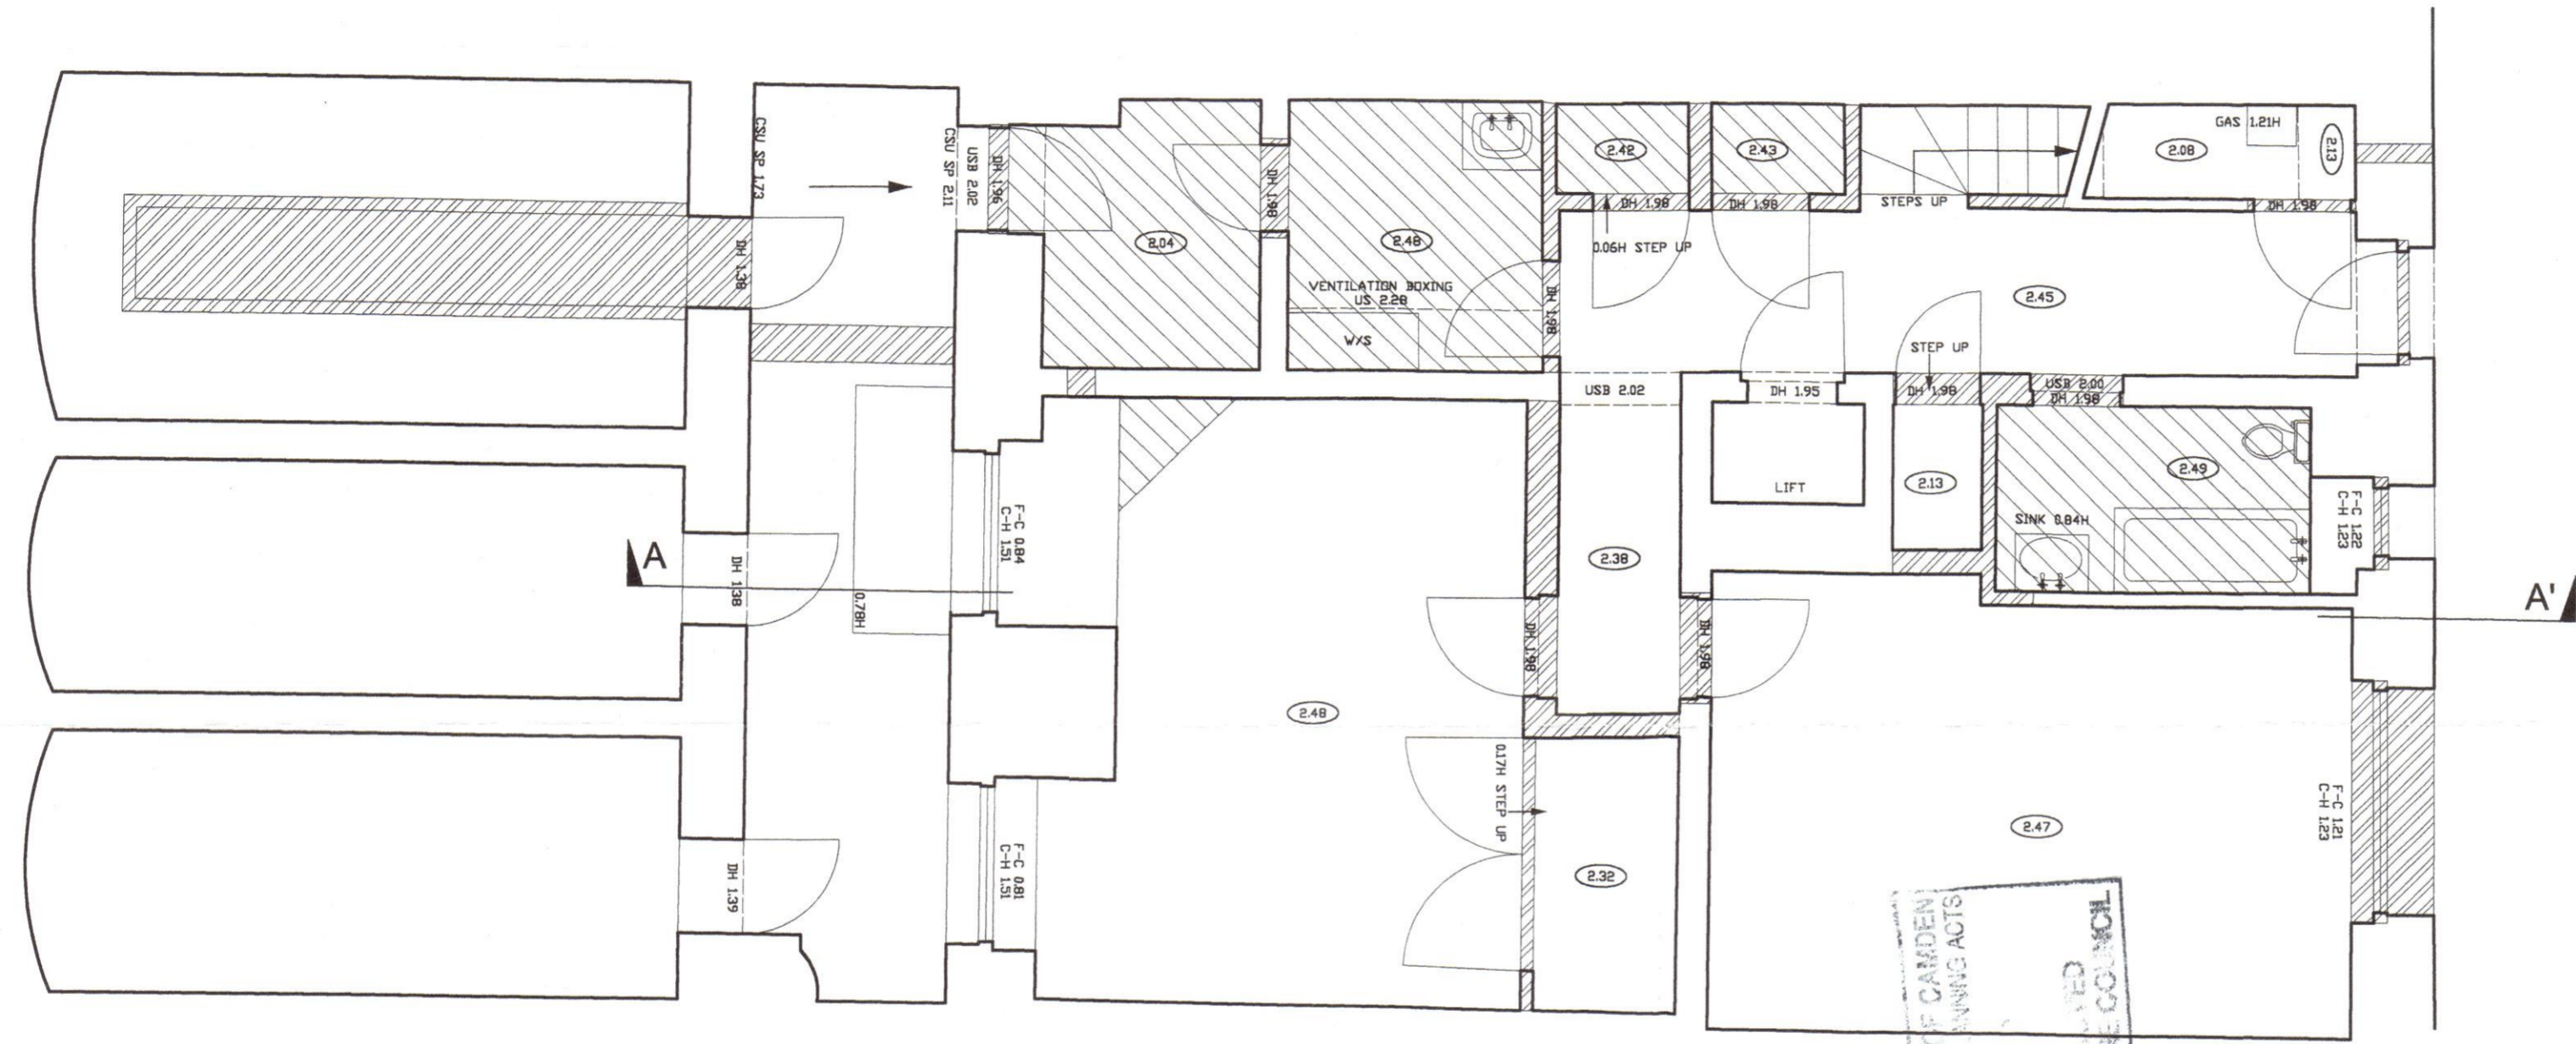 CSU SP 1.73
CSU SP 2.11
USB 2.02
DH 1.96
DH 1.38
2.04
DH 1.98
2.48
VENTILATION BOXING
US 2.28
W/S
DH 1.98
2.42
DH 1.98
0.06H STEP UP
2.43
DH 1.98
STEPS UP
GAS 1.21H
2.08
2.13
DH 1.98
2.45
STEP UP
DH 1.98
USB 2.00
DH 1.98
USB 2.02
DH 1.95
LIFT
2.13
2.49
SINK 0.84H
F-C 1.22
C-H 1.23
A
DH 1.38
0.78H
F-C 0.84
C-H 1.51
2.38
DH 1.98
DH 1.98
A'
2.48
0.17H STEP UP
2.32
2.47
F-C 1.21
C-H 1.23
DH 1.39
F-C 0.81
C-H 1.51
OF CAMDEN
NNING ACTS
COUNCIL